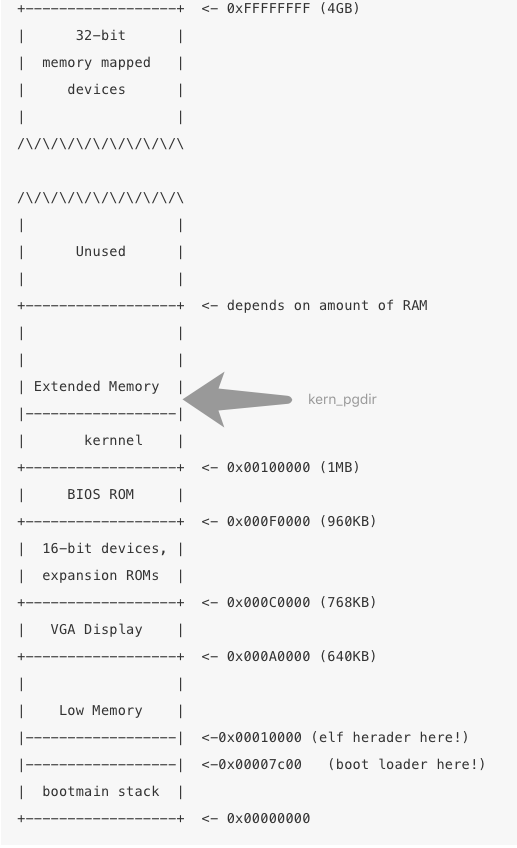 +------------------+  <- 0xFFFFFFFF (4GB)
|      32-bit      |
|  memory mapped   |
|     devices      |
|                  |
/\/\/\/\/\/\/\/\/\/\

/\/\/\/\/\/\/\/\/\/\
|                  |
|      Unused      |
|                  |
+------------------+  <- depends on amount of RAM
|                  |
|                  |
| Extended Memory  |
kern_pgdir
|------------------|
|       kernnel    |
+------------------+  <- 0x00100000 (1MB)
|     BIOS ROM     |
+------------------+  <- 0x000F0000 (960KB)
|  16-bit devices, |
|  expansion ROMs  |
+------------------+  <- 0x000C0000 (768KB)
|   VGA Display    |
+------------------+  <- 0x000A0000 (640KB)
|                  |
|    Low Memory    |
|------------------|  <-0x00010000 (elf herader here!)
|------------------|  <-0x00007c00   (boot loader here!)
|  bootmain stack  |
+------------------+  <- 0x00000000